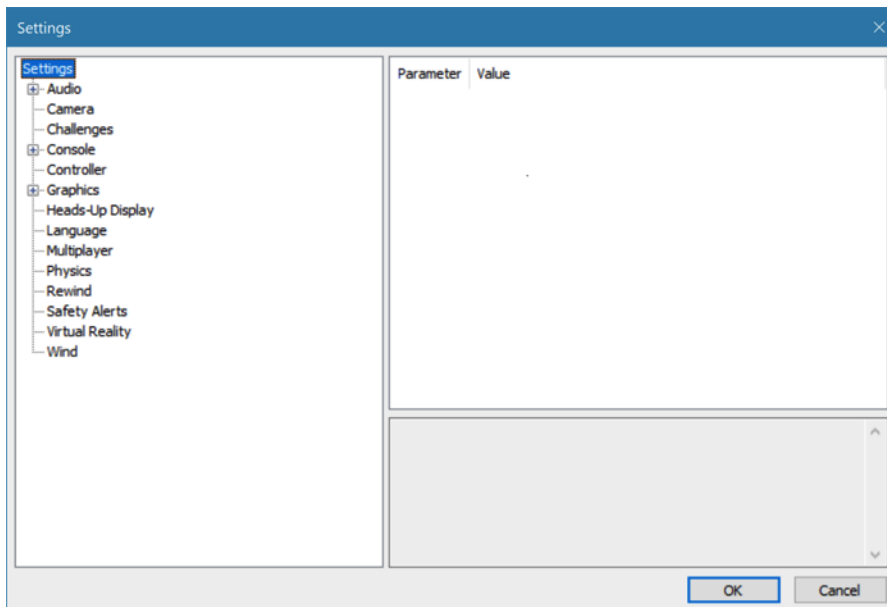 Settings
Settings
Audio
Camera
Challenges
Console
Controller
Graphics
Heads-Up Display
Language
Multiplayer
Physics
Rewind
Safety Alerts
Virtual Reality
Wind
Parameter Value
OK Cancel